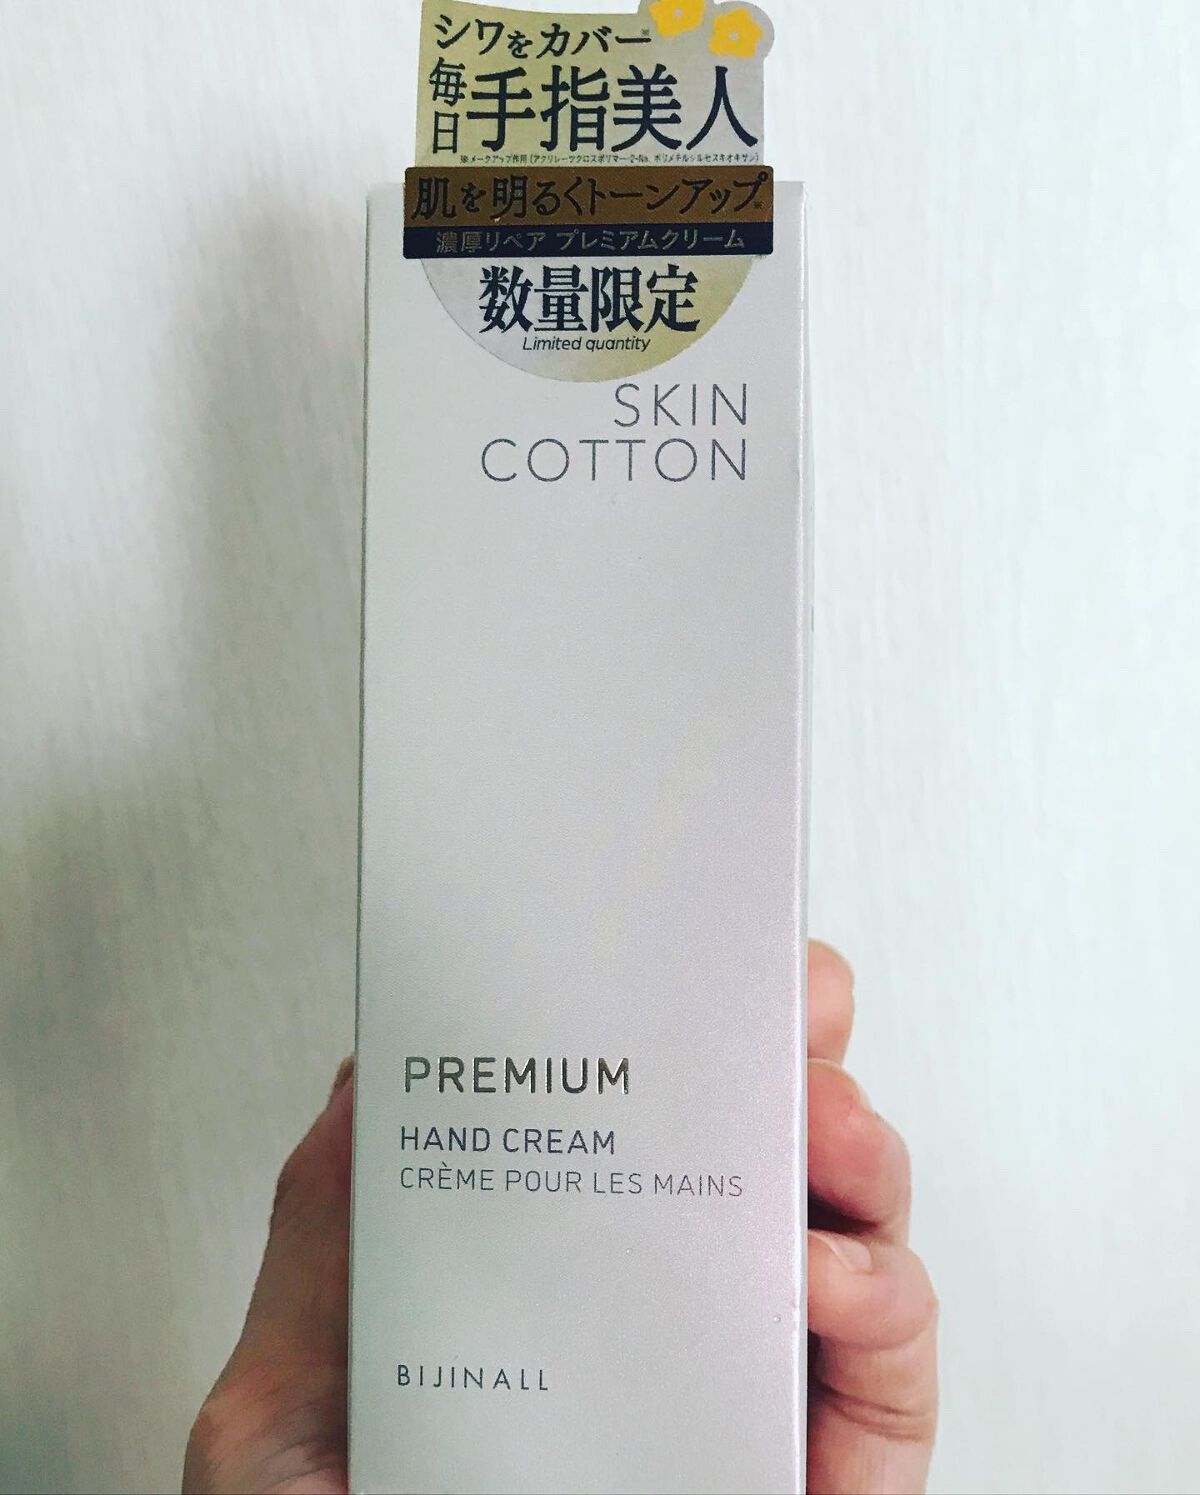 シワをカバー※
毎日手指美人
※メークアップ作用(アクリレーツクロスポリマー-2-Na、ポリメチルシルセスキオキサン)
肌を明るくトーンアップ※
濃厚リペア プレミアムクリーム
数量限定
Limited quantity
SKIN
COTTON
PREMIUM
HAND CREAM
CRÈME POUR LES MAINS
BIJINALL